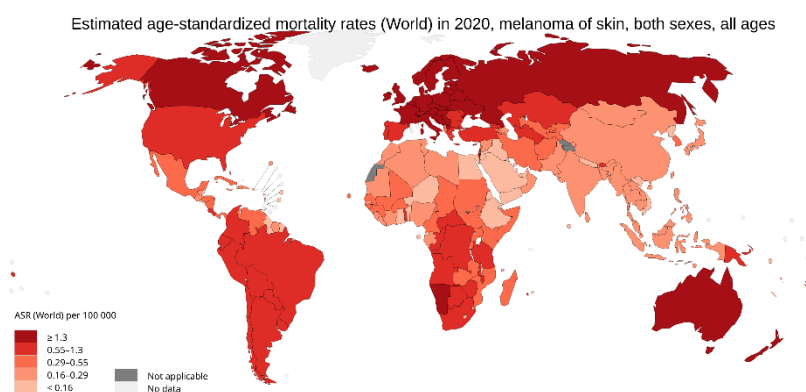 Estimated age-standardized mortality rates (World) in 2020, melanoma of skin, both sexes, all ages
ASR (World) per 100 000
≥ 1.3
0.55–1.3
0.29–0.55
0.16–0.29
< 0.16
Not applicable
No data